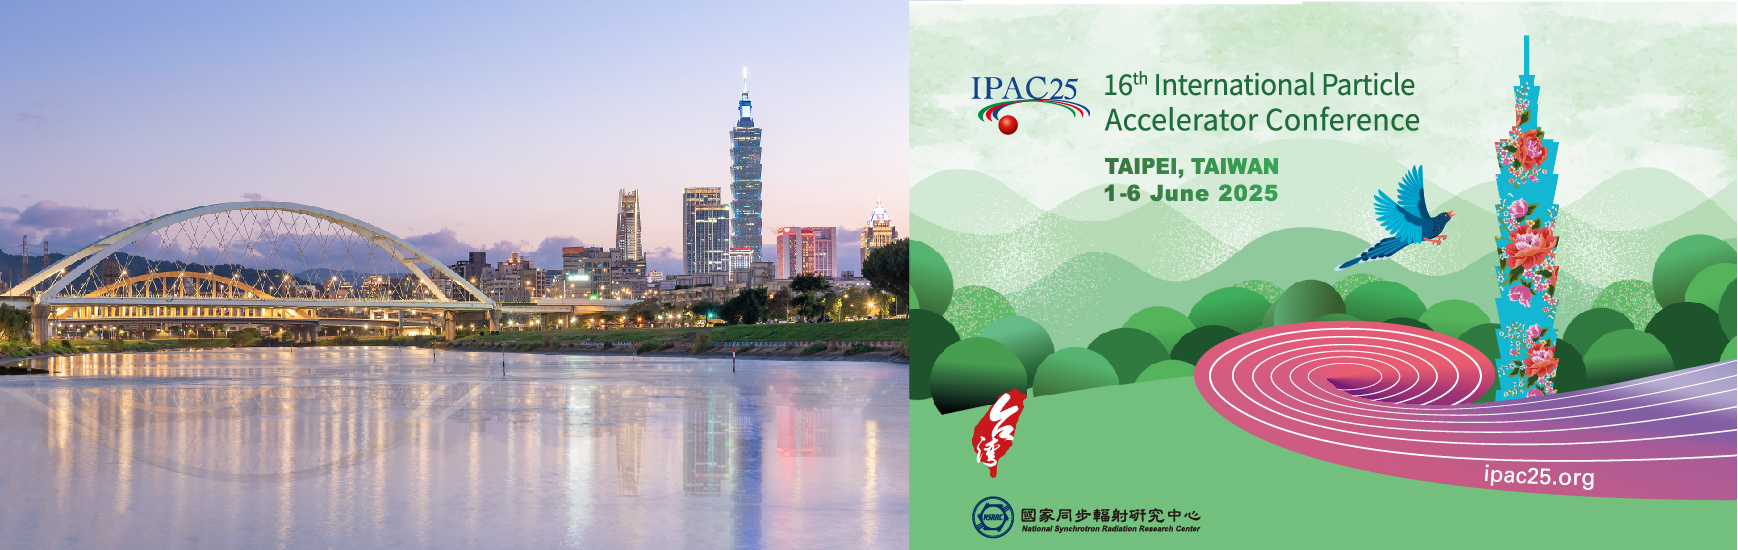 IPAC25
16th International Particle
Accelerator Conference
TAIPEI, TAIWAN
1-6 June 2025
台灣
ipac25.org
NSRRC
國家同步輻射研究中心
National Synchrotron Radiation Research Center